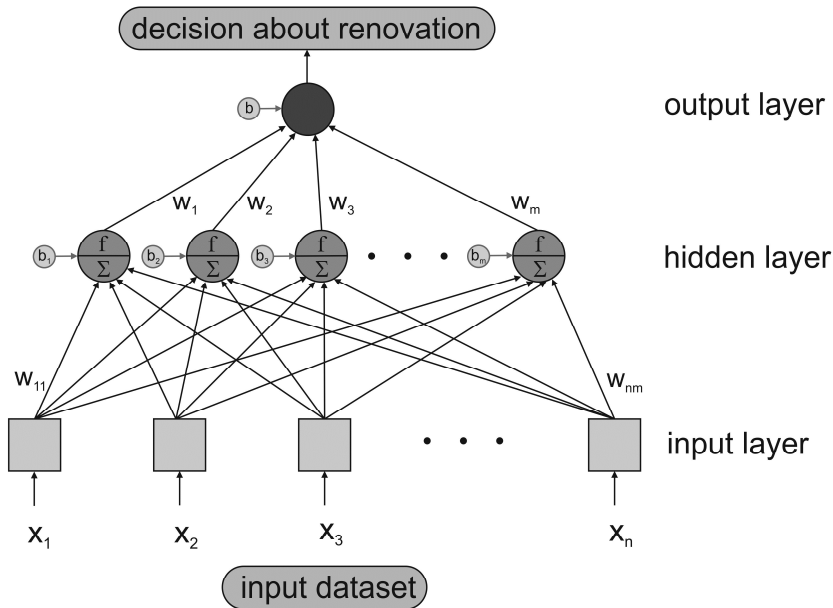 decision about renovation
b
output layer
w₁ w₂ w₃ wₘ
b₁ f Σ b₂ f Σ b₃ f Σ • • • bₘ f Σ
hidden layer
w₁₁ wₙₘ
• • •
input layer
x₁ x₂ x₃ xₙ
input dataset